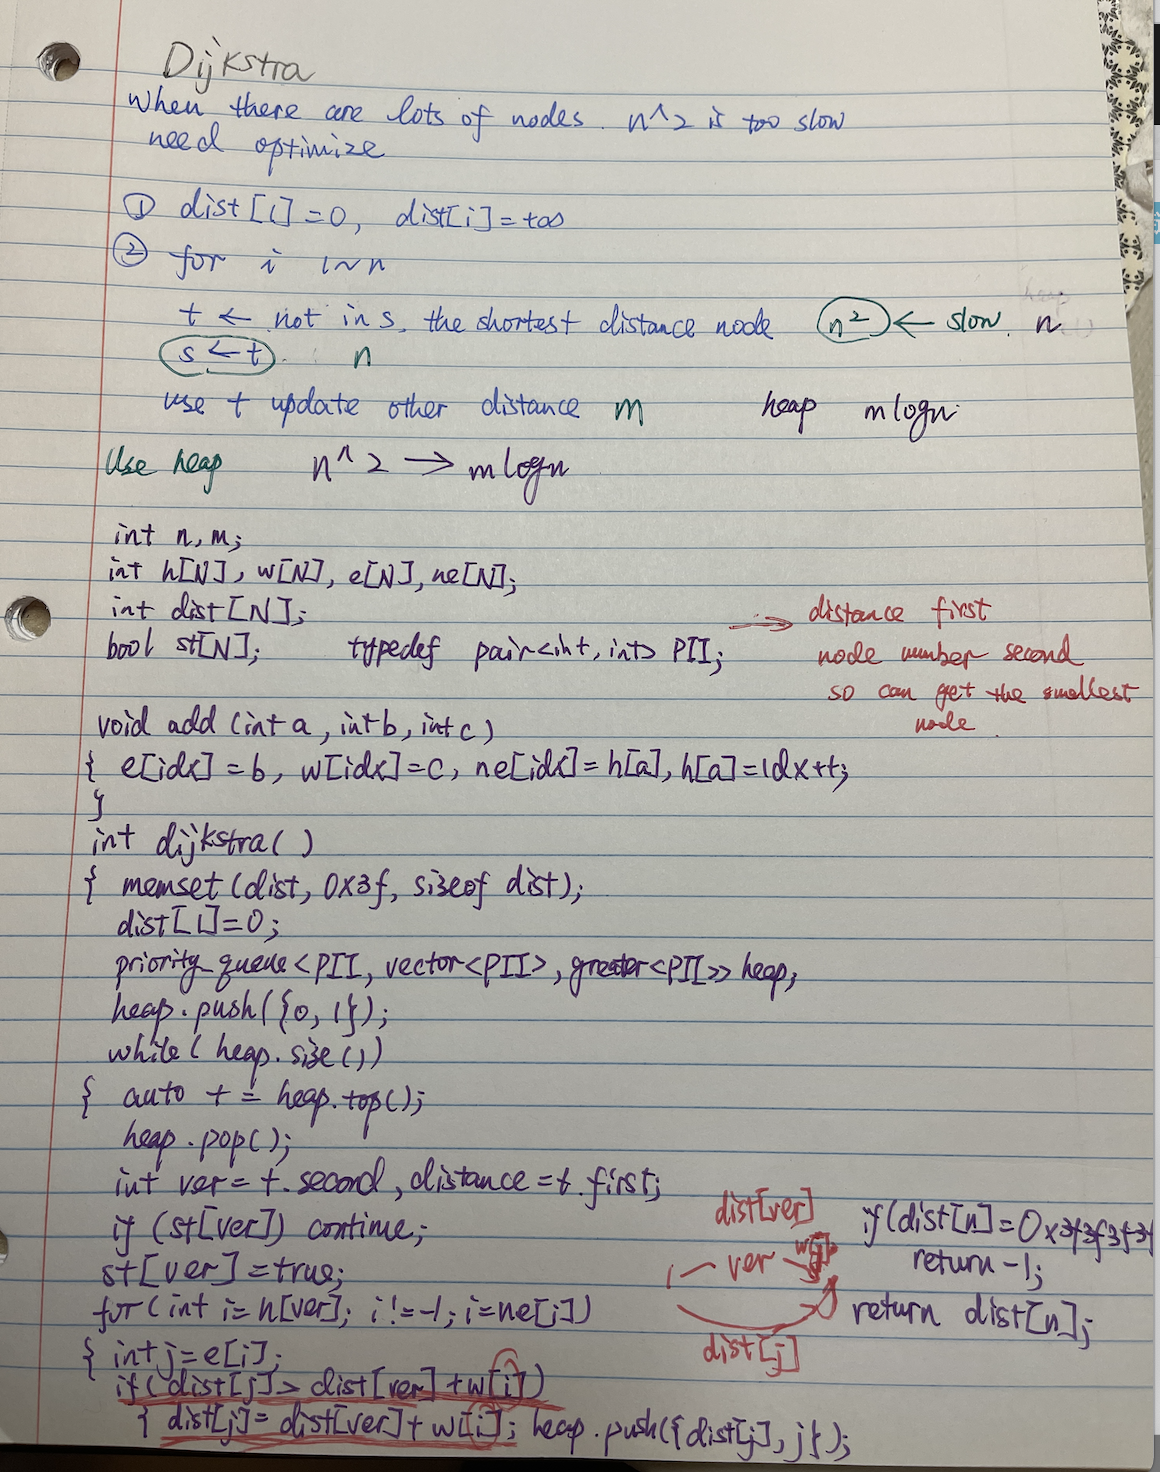 Dijkstra
When there are lots of nodes. n^2 is too slow
need optimize
① dist[1]=0, dist[i]=+∞
② for i 1~n
t ← not in s, the shortest distance node n² ← slow. n
s ← t. n
use t update other distance m heap mlogn
Use heap n^2 → mlogn
int n, m;
int h[N], w[N], e[N], ne[N];
int dist[N];
bool st[N]; typedef pair<int, int> PII;
→ distance first
node number second
so can get the smallest
node.
void add (int a, int b, int c)
{ e[idx] = b, w[idx]=c, ne[idx]=h[a], h[a]=idx++;
}
int dijkstra()
{ memset(dist, 0x3f, sizeof dist);
dist[1]=0;
priority_queue<PII, vector<PII>, greater<PII>> heap;
heap.push({0, 1});
while(heap.size())
{ auto t = heap.top();
heap.pop();
int ver = t.second, distance = t.first;
if (st[ver]) continue;
st[ver] = true;
for(int i=h[ver]; i!=-1; i=ne[i])
{ int j=e[i];
if(dist[j]> dist[ver]+w[i])
{ dist[j]= dist[ver]+w[i]; heap.push({dist[j], j});
dist[ver]
1 ver
dist[j]
if(dist[n]=0x3f3f3f3f
return -1;
return dist[n];